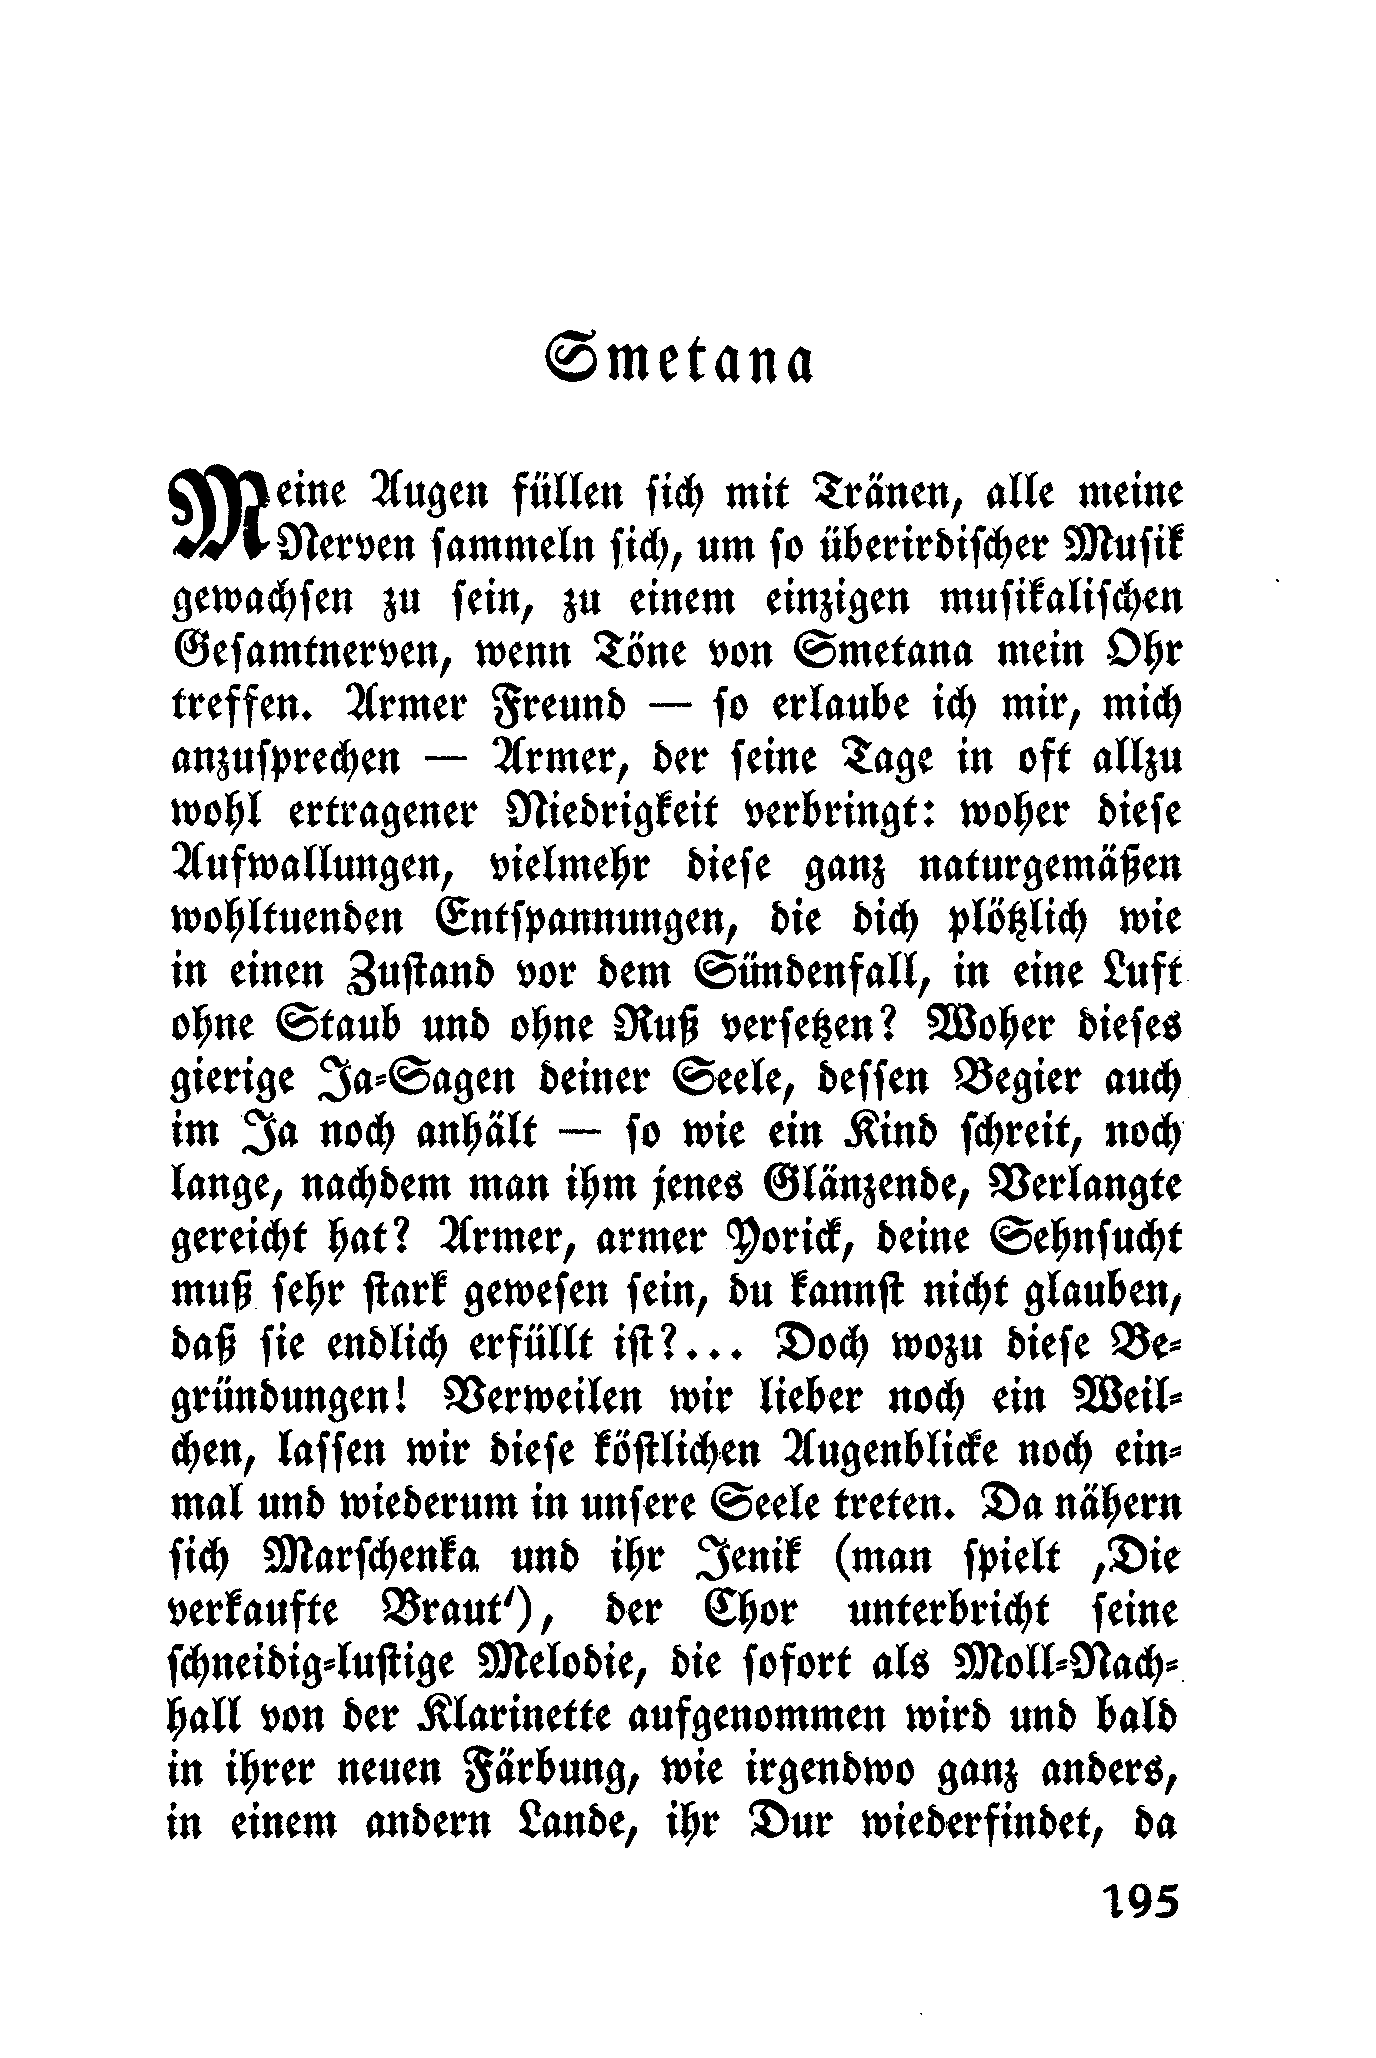 Smetana
Meine Augen füllen sich mit Tränen, alle meine
Nerven sammeln sich, um so überirdischer Musik
gewachsen zu sein, zu einem einzigen musikalischen
Gesamtnerven, wenn Töne von Smetana mein Ohr
treffen. Armer Freund — so erlaube ich mir, mich
anzusprechen — Armer, der seine Tage in oft allzu
wohl ertragener Niedrigkeit verbringt: woher diese
Aufwallungen, vielmehr diese ganz naturgemäßen
wohltuenden Entspannungen, die dich plötzlich wie
in einen Zustand vor dem Sündenfall, in eine Luft
ohne Staub und ohne Ruß versetzen? Woher dieses
gierige Ja-Sagen deiner Seele, dessen Begier auch
im Ja noch anhält — so wie ein Kind schreit, noch
lange, nachdem man ihm jenes Glänzende, Verlangte
gereicht hat? Armer, armer Yorick, deine Sehnsucht
muß sehr stark gewesen sein, du kannst nicht glauben,
daß sie endlich erfüllt ist?... Doch wozu diese Be-
gründungen! Verweilen wir lieber noch ein Weil-
chen, lassen wir diese köstlichen Augenblicke noch ein-
mal und wiederum in unsere Seele treten. Da nähern
sich Marschenka und ihr Jenik (man spielt ‚Die
verkaufte Braut‘), der Chor unterbricht seine
schneidig-lustige Melodie, die sofort als Moll-Nach-
hall von der Klarinette aufgenommen wird und bald
in ihrer neuen Färbung, wie irgendwo ganz anders,
in einem andern Lande, ihr Dur wiederfindet, da
195